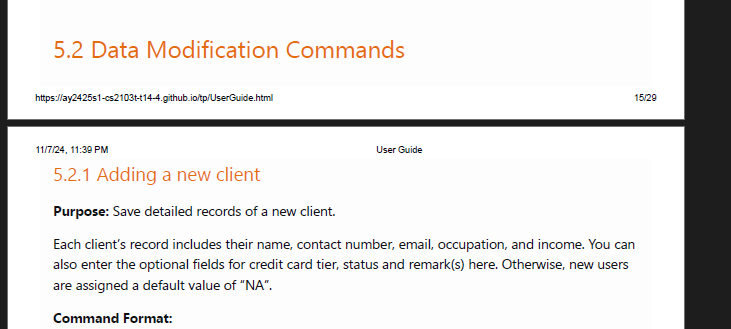 5.2 Data Modification Commands
https://ay2425s1-cs2103t-t14-4.github.io/tp/UserGuide.html 15/29
11/7/24, 11:39 PM User Guide
5.2.1 Adding a new client
Purpose: Save detailed records of a new client.
Each client’s record includes their name, contact number, email, occupation, and income. You can
also enter the optional fields for credit card tier, status and remark(s) here. Otherwise, new users
are assigned a default value of “NA”.
Command Format: